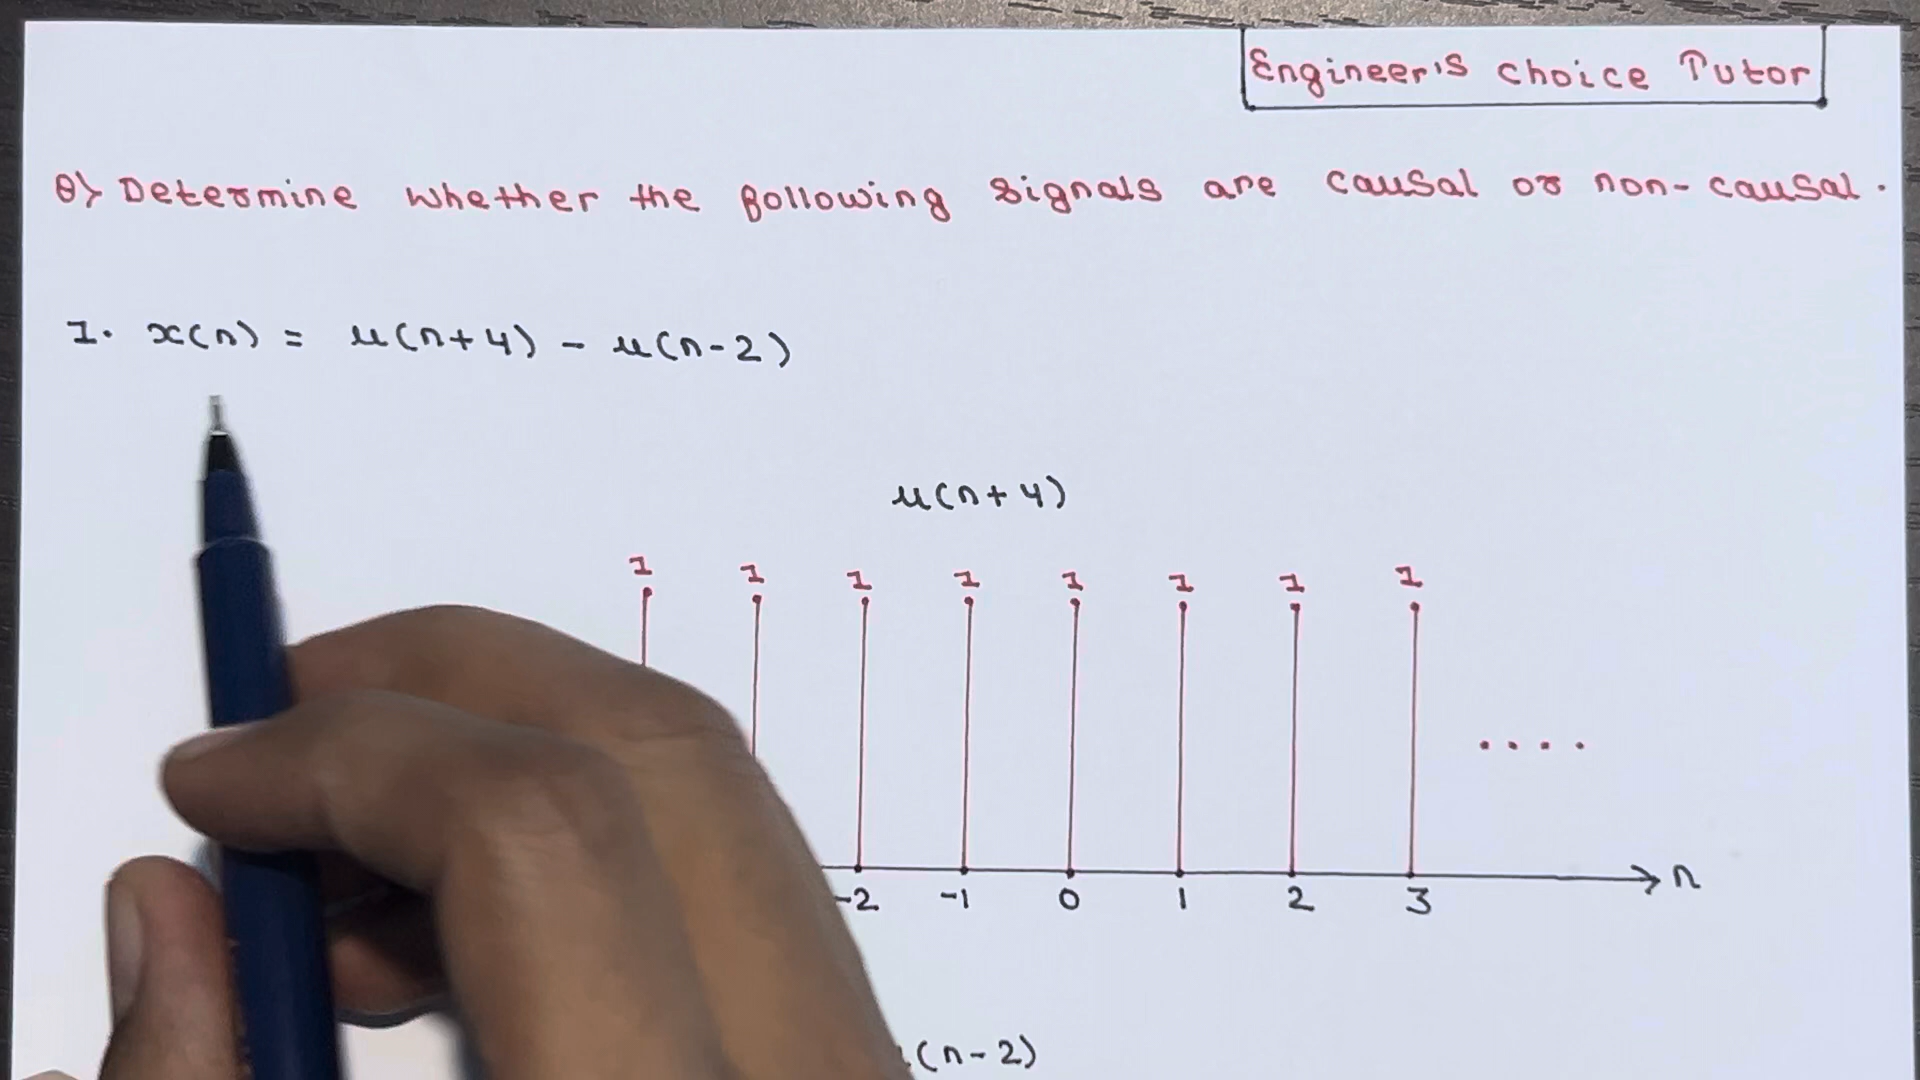 Engineer's Choice Tutor
Q) Determine whether the following signals are causal or non-causal.
1. x(n) = u(n+4) - u(n-2)
u(n+4)
1 1 1 1 1 1 1 1
....
-2 -1 0 1 2 3 n
(n-2)